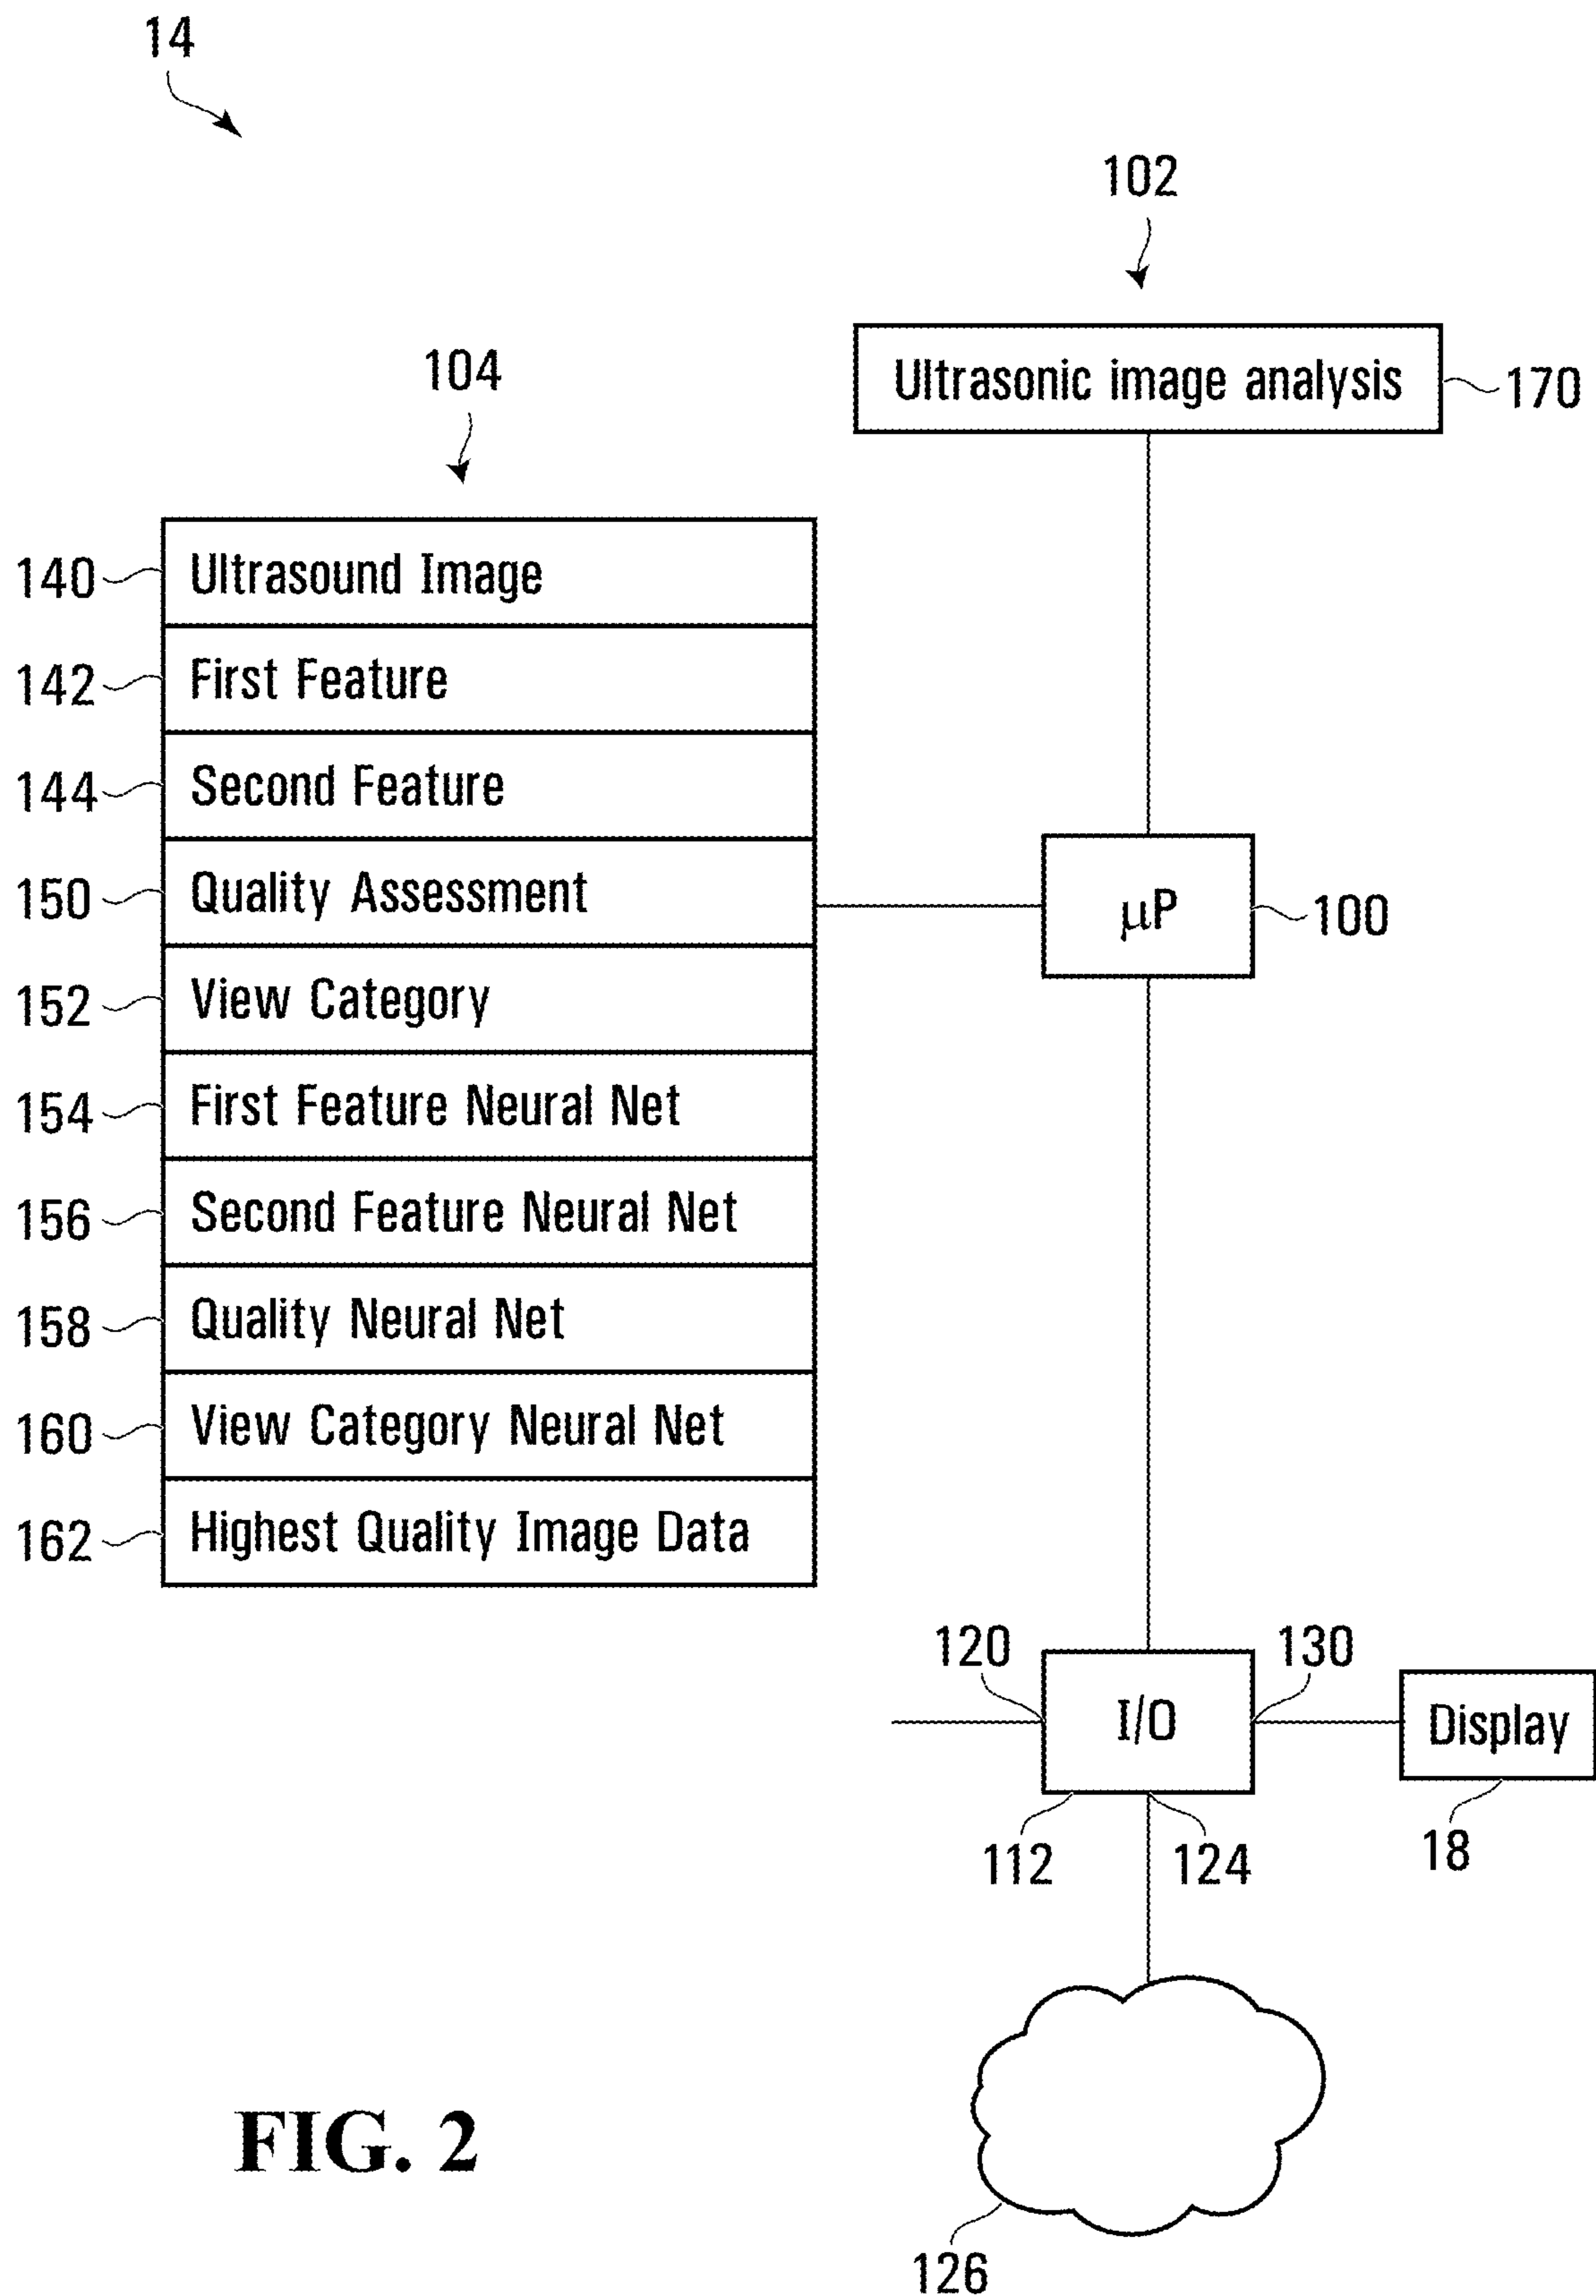 14
102
Ultrasonic image analysis 170
104
140 Ultrasound Image
142 First Feature
144 Second Feature
150 Quality Assessment
µP 100
152 View Category
154 First Feature Neural Net
156 Second Feature Neural Net
158 Quality Neural Net
160 View Category Neural Net
162 Highest Quality Image Data
120 130
I/O Display
112 124 18
126
FIG. 2